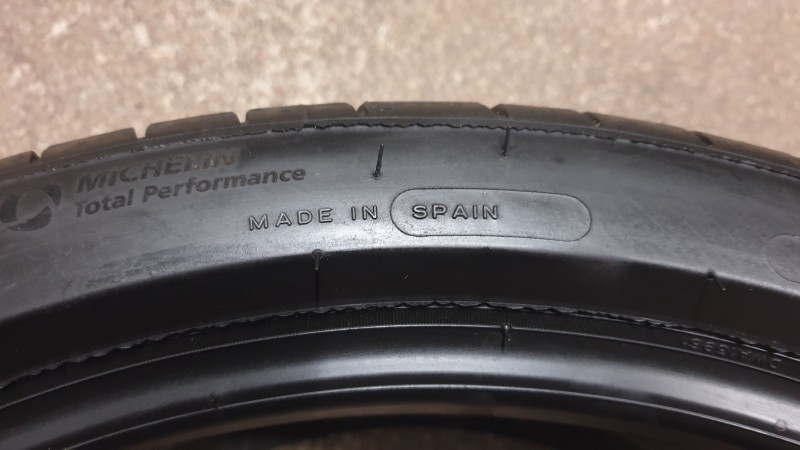 MICHELIN
Total Performance
MADE IN SPAIN